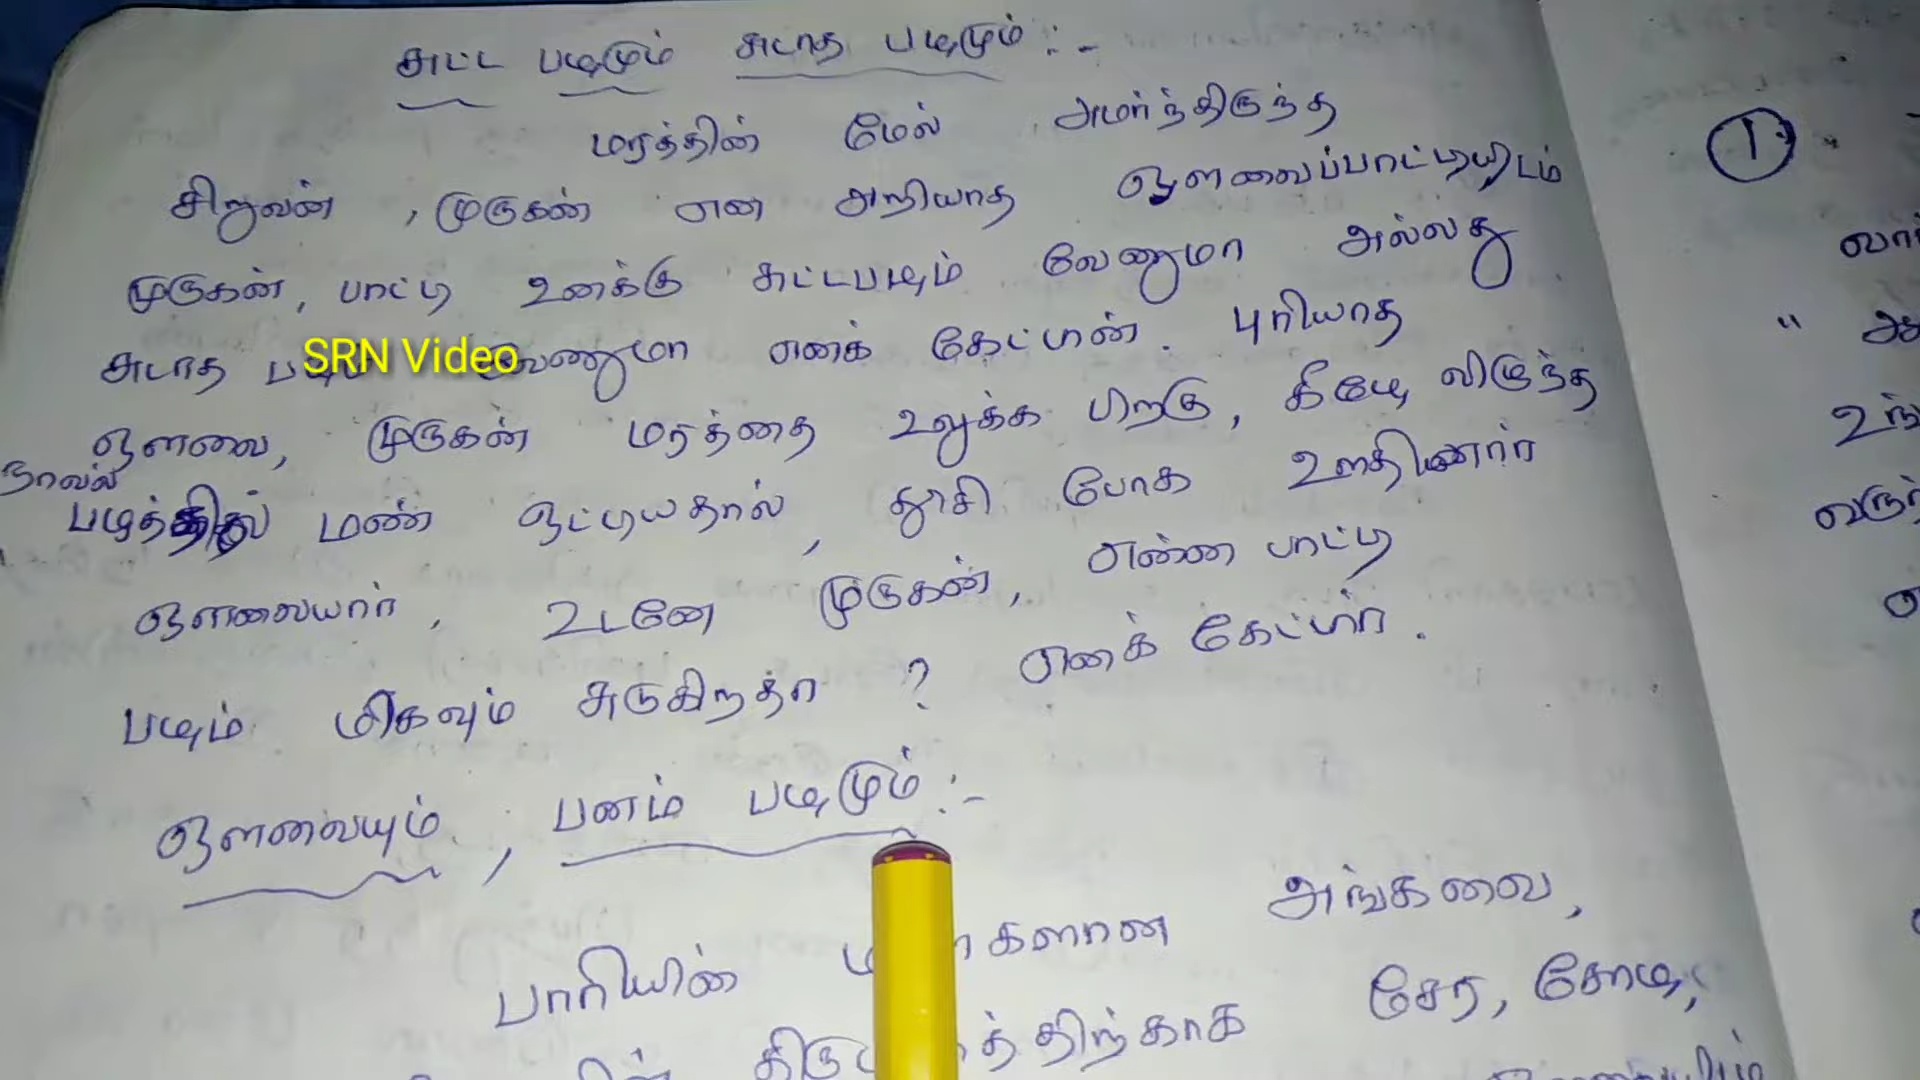 சுட்ட பழமும் சுடாத பழமும் :-
மரத்தின் மேல் அமர்ந்திருந்த
சிறுவன் , முருகன் என அறியாத ஔவைப்பாட்டியிடம்
முருகன், பாட்டி உனக்கு சுட்டபழம் வேணுமா அல்லது
சுடாத வேணுமா எனக் கேட்டான். புரியாத
SRN Video
ஔவை, முருகன் மரத்தை உலுக்க பிறகு, கீழே விழுந்த
நாவல்
பழத்தில் மண் ஒட்டியதால், தூசி போக ஊதினார்
ஔவையார் , உடனே முருகன், என்ன பாட்டி
பழம் மிகவும் சுடுகிறதா ? எனக் கேட்டார் .
ஔவையும் , பனம் பழமும் :-
பாரியின் அங்கவை,
சேர, சோழ,
①